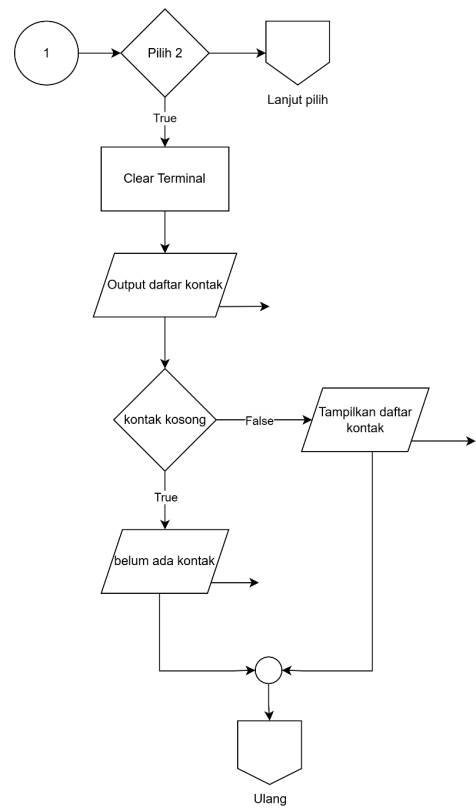 1
Pilih 2
Lanjut pilih
True
Clear Terminal
Output daftar kontak
kontak kosong
False
Tampilkan daftar
kontak
True
belum ada kontak
Ulang